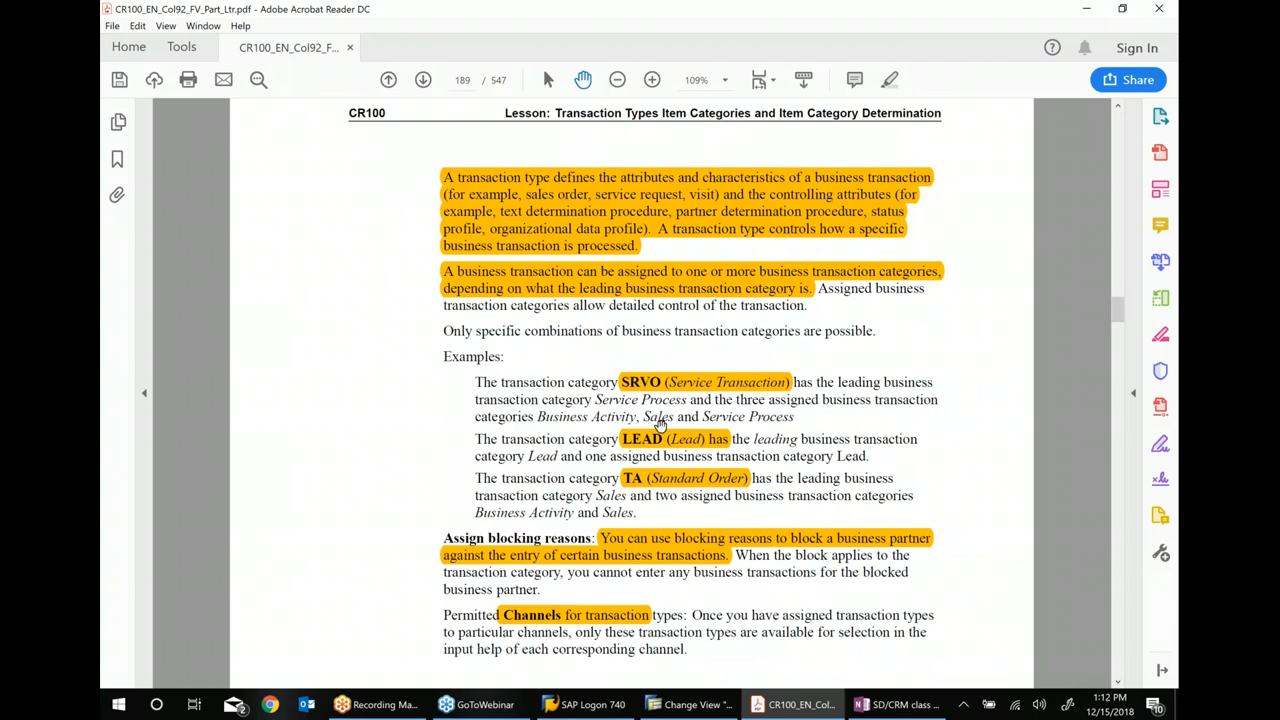 CR100_EN_Col92_FV_Part_Ltr.pdf - Adobe Acrobat Reader DC
File Edit View Window Help
Home Tools CR100_EN_Col92_F... × Sign In
189 / 547 109% Share
CR100 Lesson: Transaction Types Item Categories and Item Category Determination
A transaction type defines the attributes and characteristics of a business transaction
(for example, sales order, service request, visit) and the controlling attributes (for
example, text determination procedure, partner determination procedure, status
profile, organizational data profile). A transaction type controls how a specific
business transaction is processed.
A business transaction can be assigned to one or more business transaction categories,
depending on what the leading business transaction category is. Assigned business
transaction categories allow detailed control of the transaction.
Only specific combinations of business transaction categories are possible.
Examples:
The transaction category SRVO (Service Transaction) has the leading business
transaction category Service Process and the three assigned business transaction
categories Business Activity, Sales and Service Process
The transaction category LEAD (Lead) has the leading business transaction
category Lead and one assigned business transaction category Lead.
The transaction category TA (Standard Order) has the leading business
transaction category Sales and two assigned business transaction categories
Business Activity and Sales.
Assign blocking reasons: You can use blocking reasons to block a business partner
against the entry of certain business transactions. When the block applies to the
transaction category, you cannot enter any business transactions for the blocked
business partner.
Permitted Channels for transaction types: Once you have assigned transaction types
to particular channels, only these transaction types are available for selection in the
input help of each corresponding channel.
Recording Ma... GoToWebinar SAP Logon 740 Change View "... CR100_EN_Col... SD/CRM class ... 1:12 PM
12/15/2018